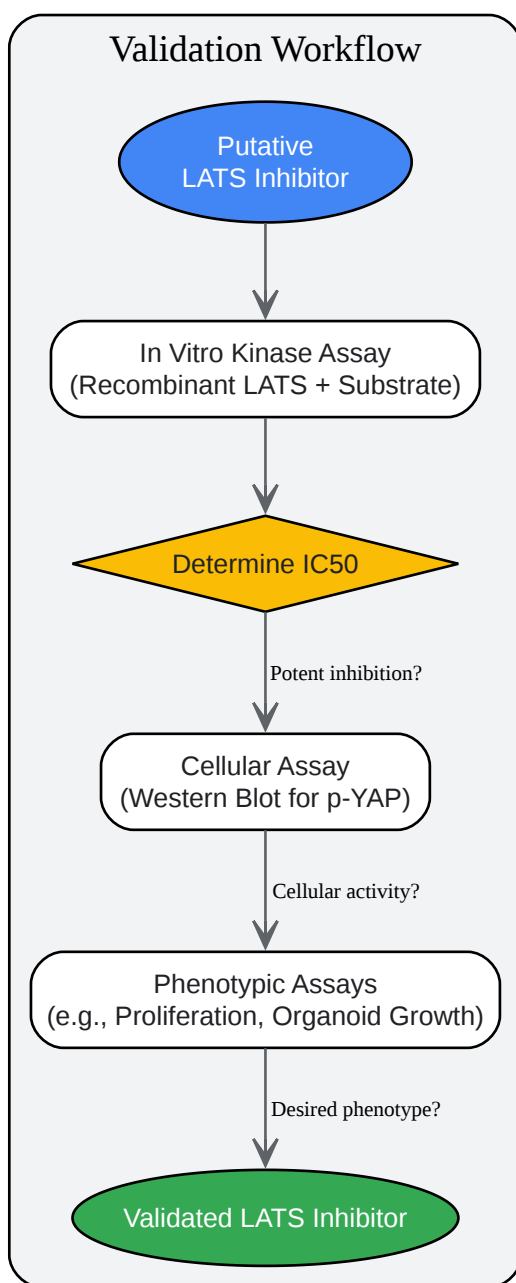 Validation Workflow
Putative
LATS Inhibitor
In Vitro Kinase Assay
(Recombinant LATS + Substrate)
Determine IC50
Potent inhibition?
Cellular Assay
(Western Blot for p-YAP)
Cellular activity?
Phenotypic Assays
(e.g., Proliferation, Organoid Growth)
Desired phenotype?
Validated LATS Inhibitor